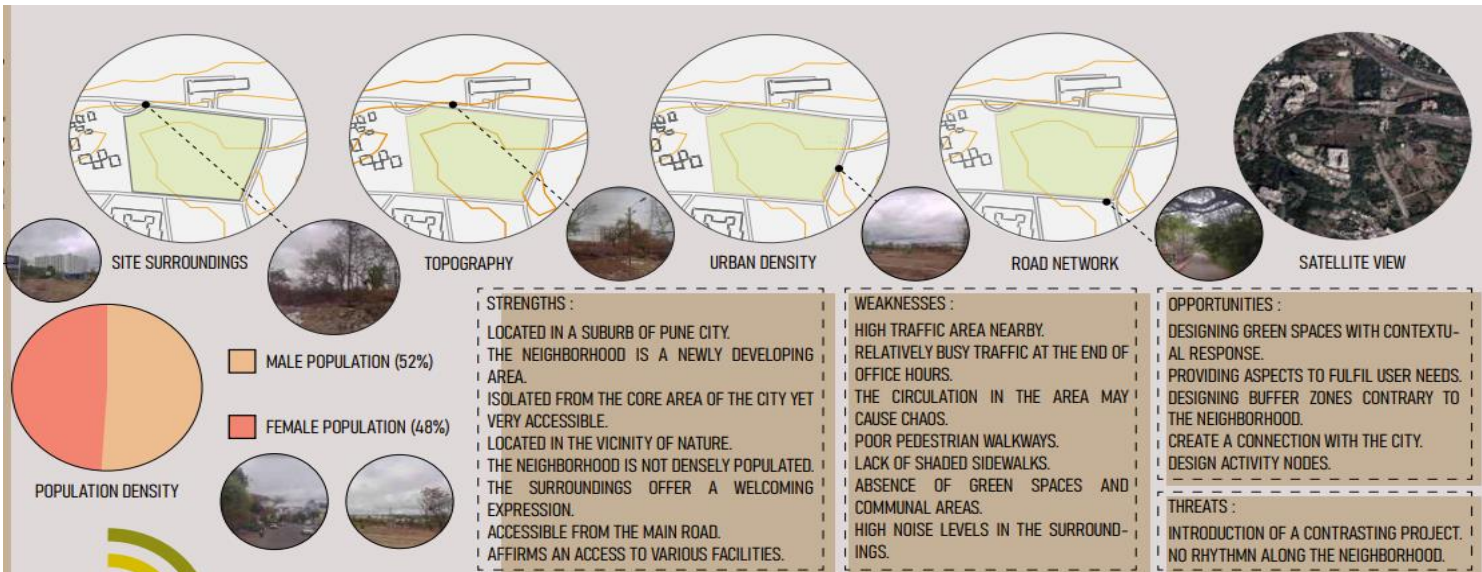 SITE SURROUNDINGS
TOPOGRAPHY
URBAN DENSITY
ROAD NETWORK
SATELLITE VIEW
MALE POPULATION (52%)
FEMALE POPULATION (48%)
POPULATION DENSITY
STRENGTHS :
LOCATED IN A SUBURB OF PUNE CITY.
THE NEIGHBORHOOD IS A NEWLY DEVELOPING
AREA.
ISOLATED FROM THE CORE AREA OF THE CITY YET
VERY ACCESSIBLE.
LOCATED IN THE VICINITY OF NATURE.
THE NEIGHBORHOOD IS NOT DENSELY POPULATED.
THE SURROUNDINGS OFFER A WELCOMING
EXPRESSION.
ACCESSIBLE FROM THE MAIN ROAD.
AFFIRMS AN ACCESS TO VARIOUS FACILITIES.
WEAKNESSES :
HIGH TRAFFIC AREA NEARBY.
RELATIVELY BUSY TRAFFIC AT THE END OF
OFFICE HOURS.
THE CIRCULATION IN THE AREA MAY
CAUSE CHAOS.
POOR PEDESTRIAN WALKWAYS.
LACK OF SHADED SIDEWALKS.
ABSENCE OF GREEN SPACES AND
COMMUNAL AREAS.
HIGH NOISE LEVELS IN THE SURROUND-
INGS.
OPPORTUNITIES :
DESIGNING GREEN SPACES WITH CONTEXTU-
AL RESPONSE.
PROVIDING ASPECTS TO FULFIL USER NEEDS.
DESIGNING BUFFER ZONES CONTRARY TO
THE NEIGHBORHOOD.
CREATE A CONNECTION WITH THE CITY.
DESIGN ACTIVITY NODES.
THREATS :
INTRODUCTION OF A CONTRASTING PROJECT.
NO RHYTHMN ALONG THE NEIGHBORHOOD.